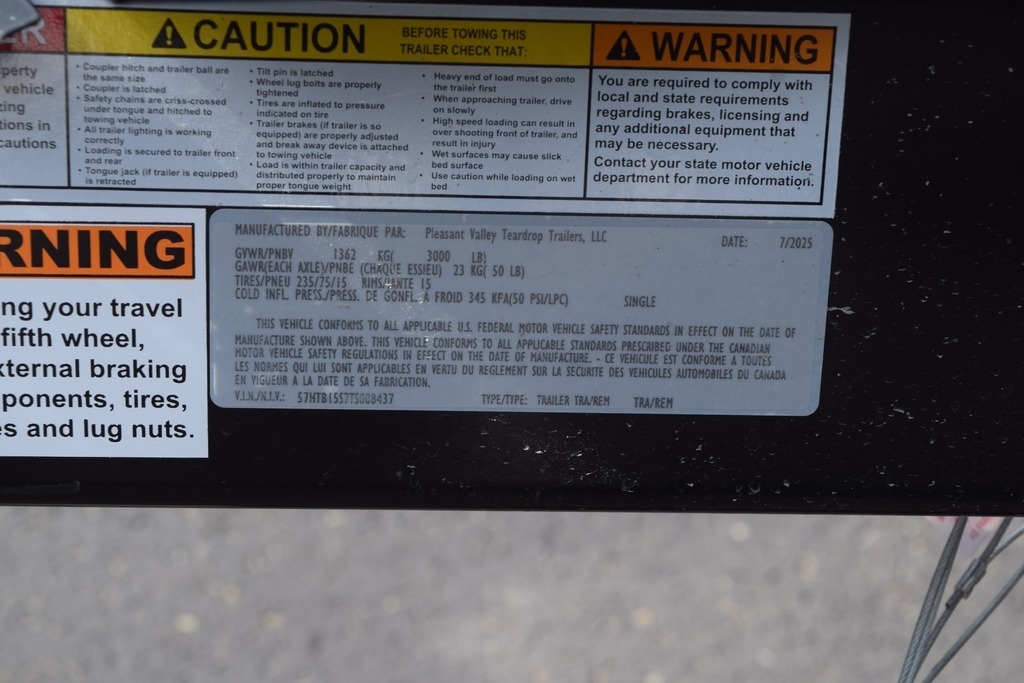 ER
perty
vehicle
zing
tions in
cautions
CAUTION
BEFORE TOWING THIS
TRAILER CHECK THAT:
• Coupler hitch and trailer ball are
the same size
• Coupler is latched
• Safety chains are criss-crossed
under tongue and hitched to
towing vehicle
• All trailer lighting is working
correctly
• Loading is secured to trailer front
and rear
• Tongue jack (if trailer is equipped)
is retracted
• Tilt pin is latched
• Wheel lug bolts are properly
tightened
• Tires are inflated to pressure
indicated on tire
• Trailer brakes (if trailer is so
equipped) are properly adjusted
and break away device is attached
to towing vehicle
• Load is within trailer capacity and
distributed properly to maintain
proper tongue weight
• Heavy end of load must go onto
the trailer first
• When approaching trailer, drive
on slowly
• High speed loading can result in
over shooting front of trailer, and
result in injury
• Wet surfaces may cause slick
bed surface
• Use caution while loading on wet
bed
WARNING
You are required to comply with
local and state requirements
regarding brakes, licensing and
any additional equipment that
may be necessary.
Contact your state motor vehicle
department for more information.
RNING
ng your travel
fifth wheel,
xternal braking
ponents, tires,
es and lug nuts.
MANUFACTURED BY/FABRIQUE PAR: Pleasant Valley Teardrop Trailers, LLC DATE: 7/2025
GVWR/PNBV 1362 KG( 3000 LB)
GAWR(EACH AXLE)/PNBE (CHAQUE ESSIEU) 23 KG( 50 LB)
TIRES/PNEU 235/75/15 RIMS/JANTE 15
COLD INFL. PRESS./PRESS. DE GONFL. A FROID 345 KFA(50 PSI/LPC) SINGLE
THIS VEHICLE CONFORMS TO ALL APPLICABLE U.S. FEDERAL MOTOR VEHICLE SAFETY STANDARDS IN EFFECT ON THE DATE OF
MANUFACTURE SHOWN ABOVE. THIS VEHICLE CONFORMS TO ALL APPLICABLE STANDARDS PRESCRIBED UNDER THE CANADIAN
MOTOR VEHICLE SAFETY REGULATIONS IN EFFECT ON THE DATE OF MANUFACTURE. - CE VEHICULE EST CONFORME A TOUTES
LES NORMES QUI LUI SONT APPLICABLES EN VERTU DU REGLEMENT SUR LA SECURITE DES VEHICULES AUTOMOBILES DU CANADA
EN VIGUEUR A LA DATE DE SA FABRICATION.
V.I.N./N.I.V.: 57HTB1557TS008437 TYPE/TYPE: TRAILER TRA/REM TRA/REM